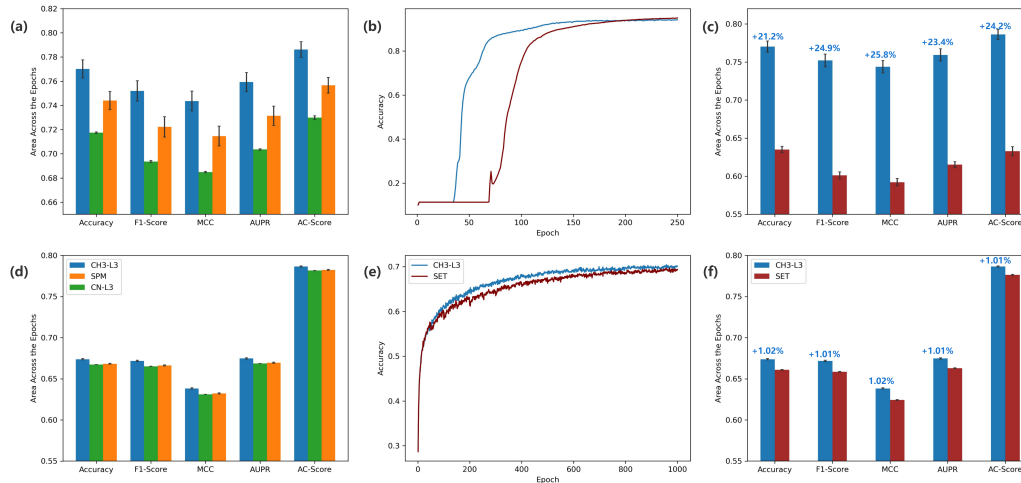 (a)
0.82
0.80
0.78
0.76
0.74
0.72
0.70
0.68
0.66
Area Across the Epochs
Accuracy F1-Score MCC AUPR AC-Score
(b)
0.8
0.6
0.4
0.2
Accuracy
0 50 100 150 200 250
Epoch
(c)
0.80
0.75
0.70
0.65
0.60
0.55
Area Across the Epochs
+21.2%
+24.9%
+25.8%
+23.4%
+24.2%
Accuracy F1-Score MCC AUPR AC-Score
(d)
0.80
0.75
0.70
0.65
0.60
0.55
Area Across the Epochs
CH3-L3
SPM
CN-L3
Accuracy F1-Score MCC AUPR AC-Score
(e)
0.7
0.6
0.5
0.4
0.3
Accuracy
CH3-L3
SET
0 200 400 600 800 1000
Epoch
(f)
0.80
0.75
0.70
0.65
0.60
0.55
Area Across the Epochs
CH3-L3
SET
+1.02%
+1.01%
1.02%
+1.01%
+1.01%
Accuracy F1-Score MCC AUPR AC-Score